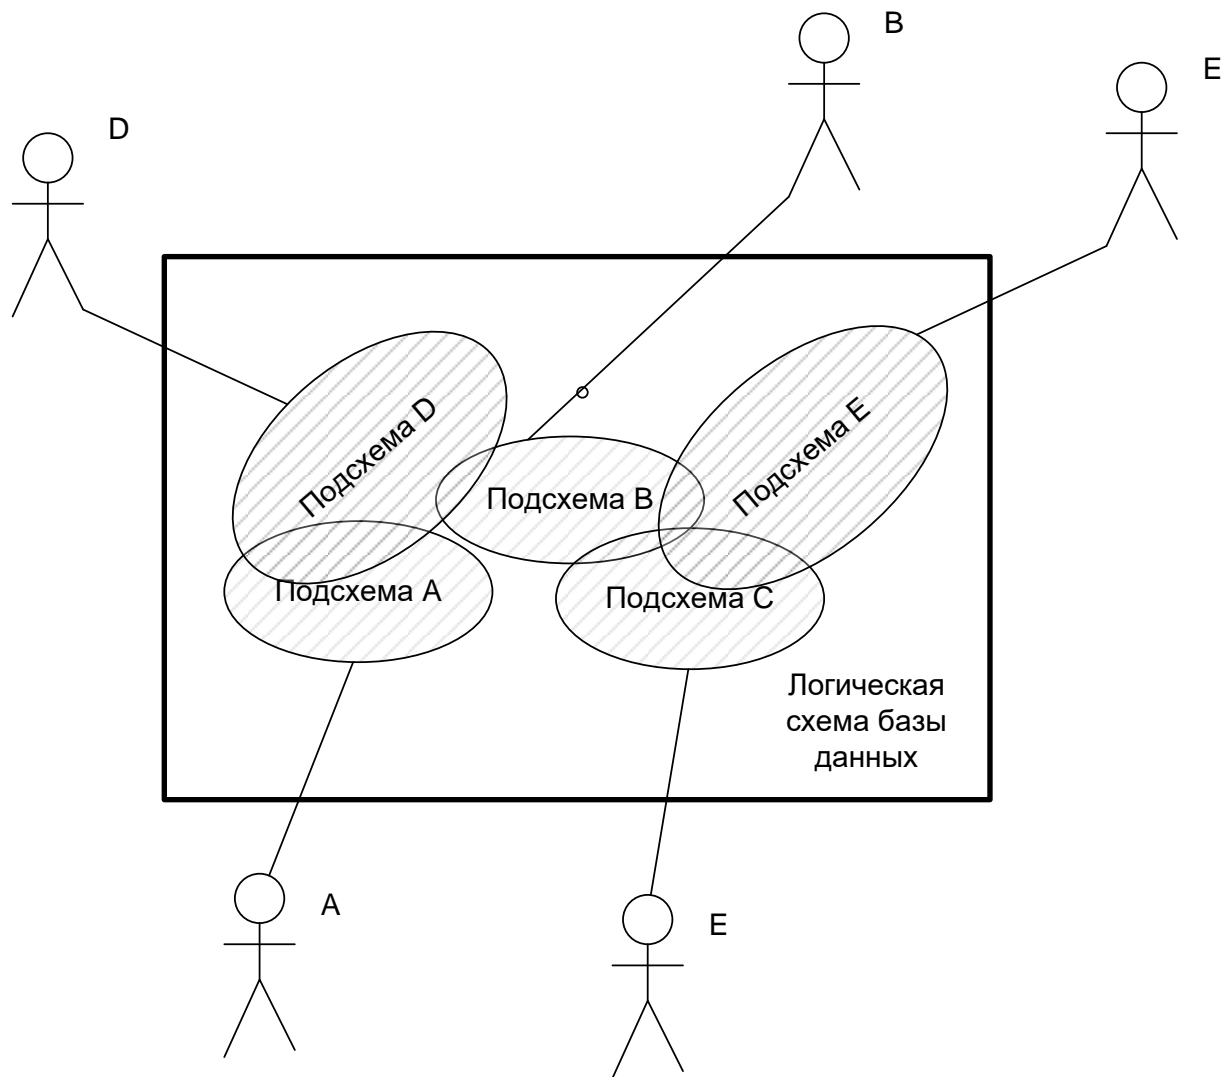 B
E
D
Подсхема D
Подсхема E
Подсхема B
Подсхема A
Подсхема C
Логическая
схема базы
данных
A
E